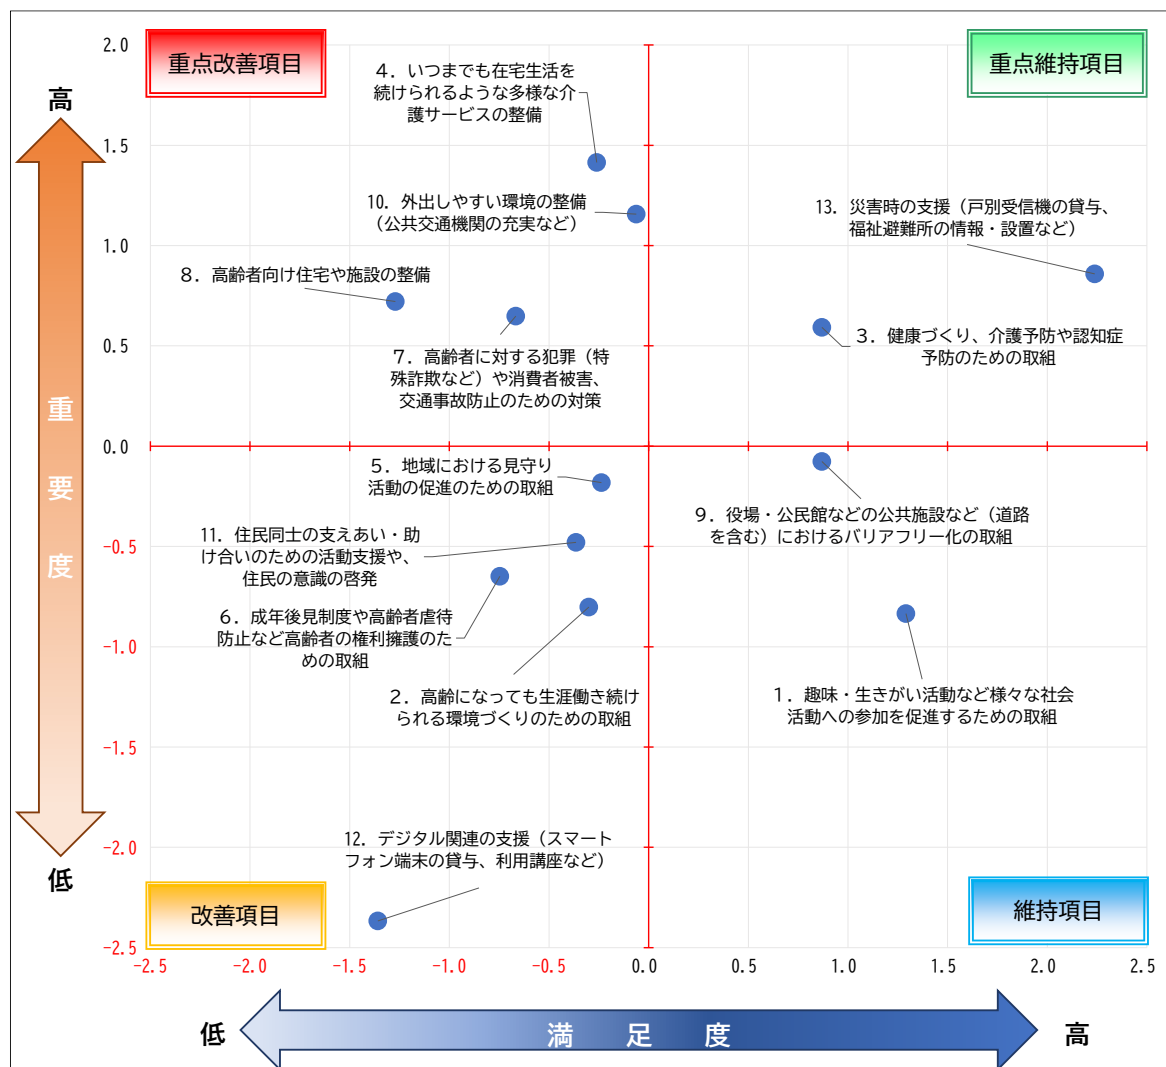 重点改善項目
重点維持項目
改善項目
維持項目
高
重要度
低
2.0
1.5
1.0
0.5
0.0
-0.5
-1.0
-1.5
-2.0
-2.5
4. いつまでも在宅生活を
続けられるような多様な介
護サービスの整備
10. 外出しやすい環境の整備
（公共交通機関の充実など）
13. 災害時の支援（戸別受信機の貸与、
福祉避難所の情報・設置など）
8. 高齢者向け住宅や施設の整備
7. 高齢者に対する犯罪（特
殊詐欺など）や消費者被害、
交通事故防止のための対策
3. 健康づくり、介護予防や認知症
予防のための取組
5. 地域における見守り
活動の促進のための取組
11. 住民同士の支えあい・助
け合いのための活動支援や、
住民の意識の啓発
9. 役場・公民館などの公共施設など（道路
を含む）におけるバリアフリー化の取組
6. 成年後見制度や高齢者虐待
防止など高齢者の権利擁護のた
めの取組
2. 高齢になっても生涯働き続け
られる環境づくりのための取組
1. 趣味・生きがい活動など様々な社会
活動への参加を促進するための取組
12. デジタル関連の支援（スマート
フォン端末の貸与、利用講座など）
-2.5 -2.0 -1.5 -1.0 -0.5 0.0 0.5 1.0 1.5 2.0 2.5
低 満足度 高